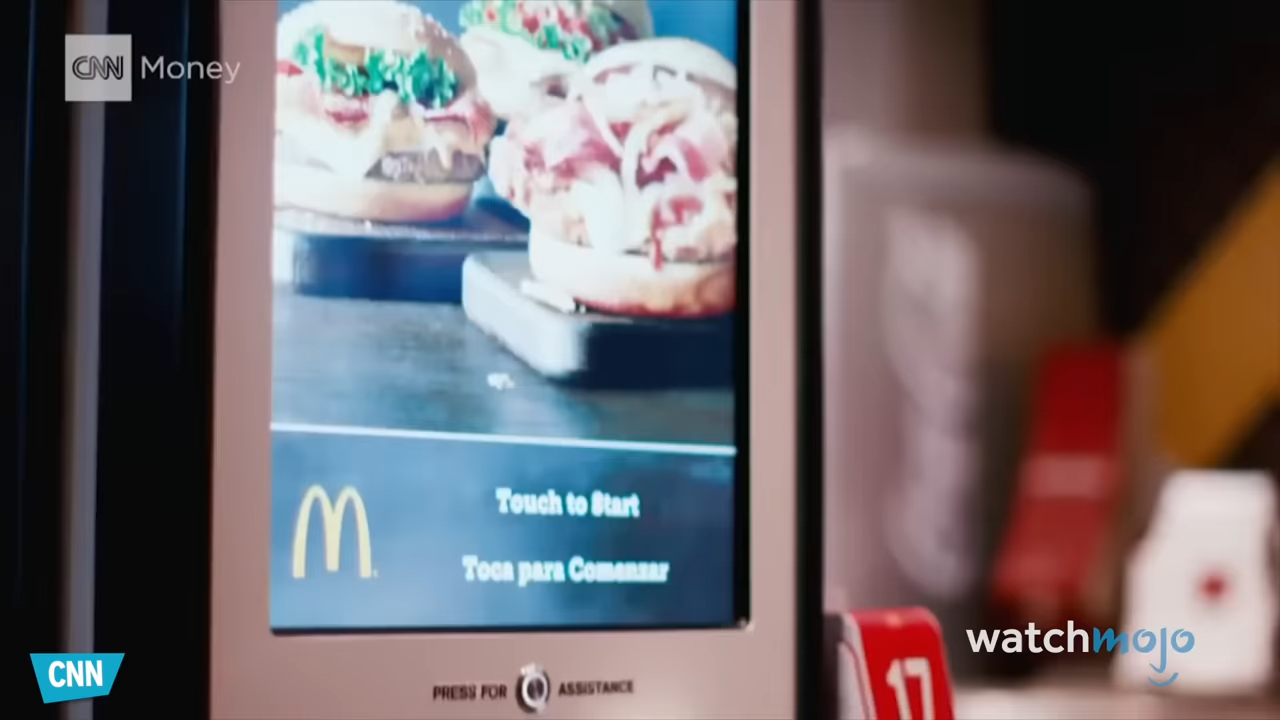 CNN Money
Touch to Start
Toca para Comenzar
PRESS FOR ASSISTANCE
17
CNN
watchmojo